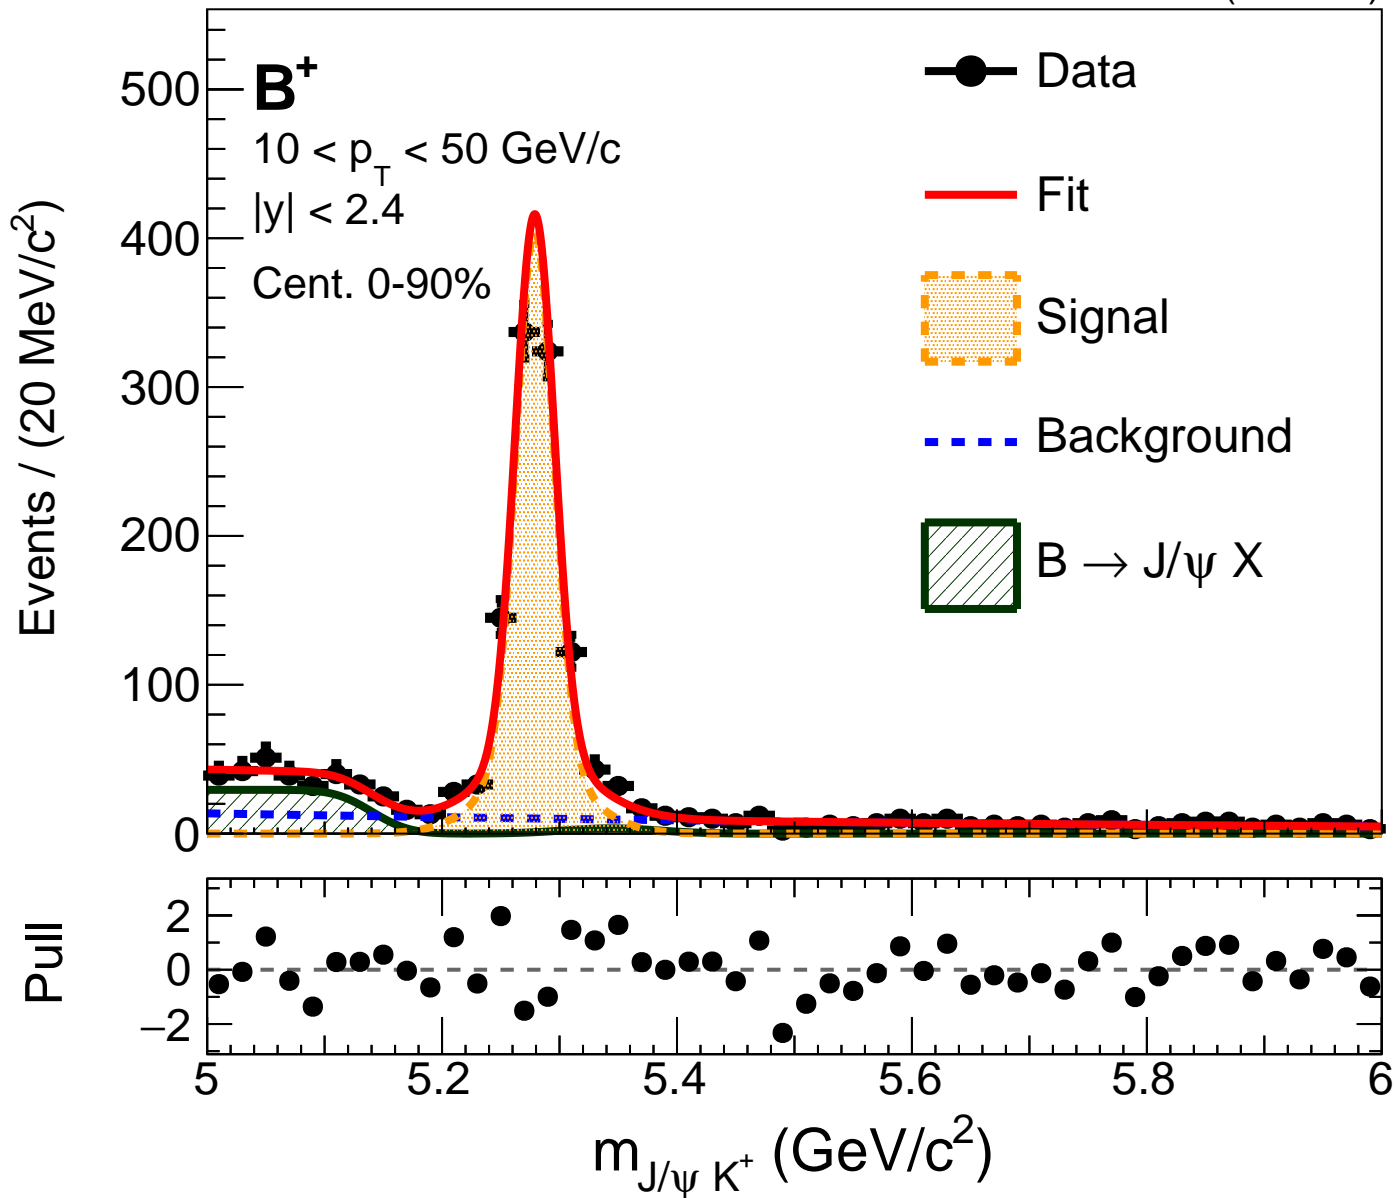 B⁺
10 < p_T < 50 GeV/c
|y| < 2.4
Cent. 0-90%
Data
Fit
Signal
Background
B → J/ψ X
Events / (20 MeV/c²)
500
400
300
200
100
0
Pull
2
0
−2
5 5.2 5.4 5.6 5.8 6
m_{J/ψ K⁺} (GeV/c²)